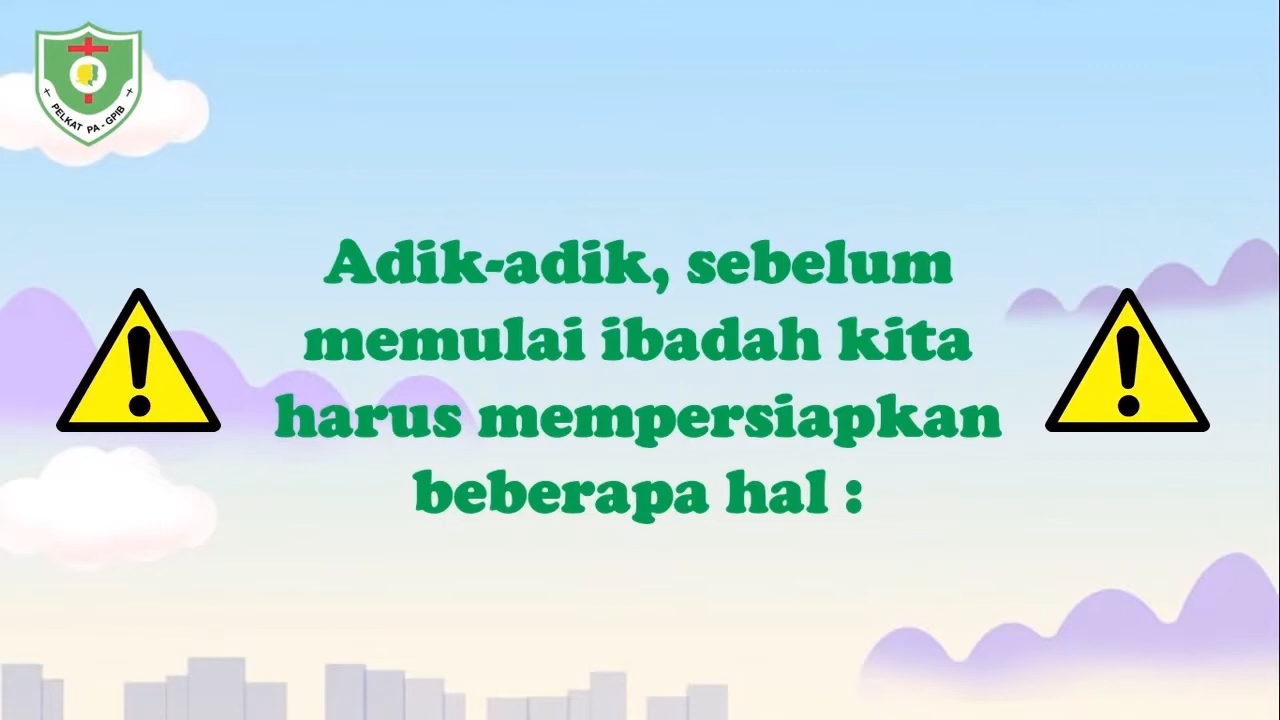 PELKAT PA - GPIB
Adik-adik, sebelum
memulai ibadah kita
harus mempersiapkan
beberapa hal :